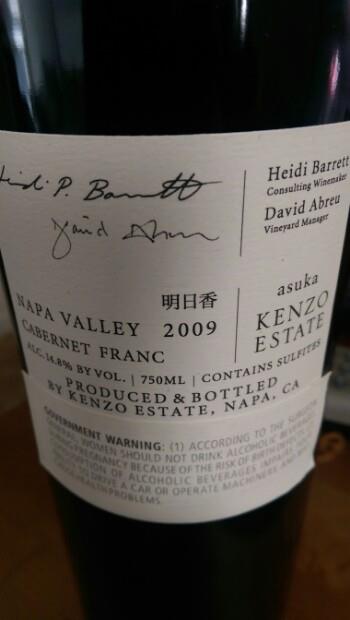 Heidi P. Barrett
David Abreu
Heidi Barrett
Consulting Winemaker
David Abreu
Vineyard Manager
明日香
NAPA VALLEY 2009
CABERNET FRANC
asuka
KENZO
ESTATE
ALC. 14.8% BY VOL. | 750ML | CONTAINS SULFITES
PRODUCED & BOTTLED
BY KENZO ESTATE, NAPA, CA
GOVERNMENT WARNING: (1) ACCORDING TO THE SURGEON
GENERAL, WOMEN SHOULD NOT DRINK ALCOHOLIC BEVERAGES
DURING PREGNANCY BECAUSE OF THE RISK OF BIRTH DEFECTS. (2)
CONSUMPTION OF ALCOHOLIC BEVERAGES IMPAIRS YOUR
ABILITY TO DRIVE A CAR OR OPERATE MACHINERY AND MAY
CAUSE HEALTH PROBLEMS.